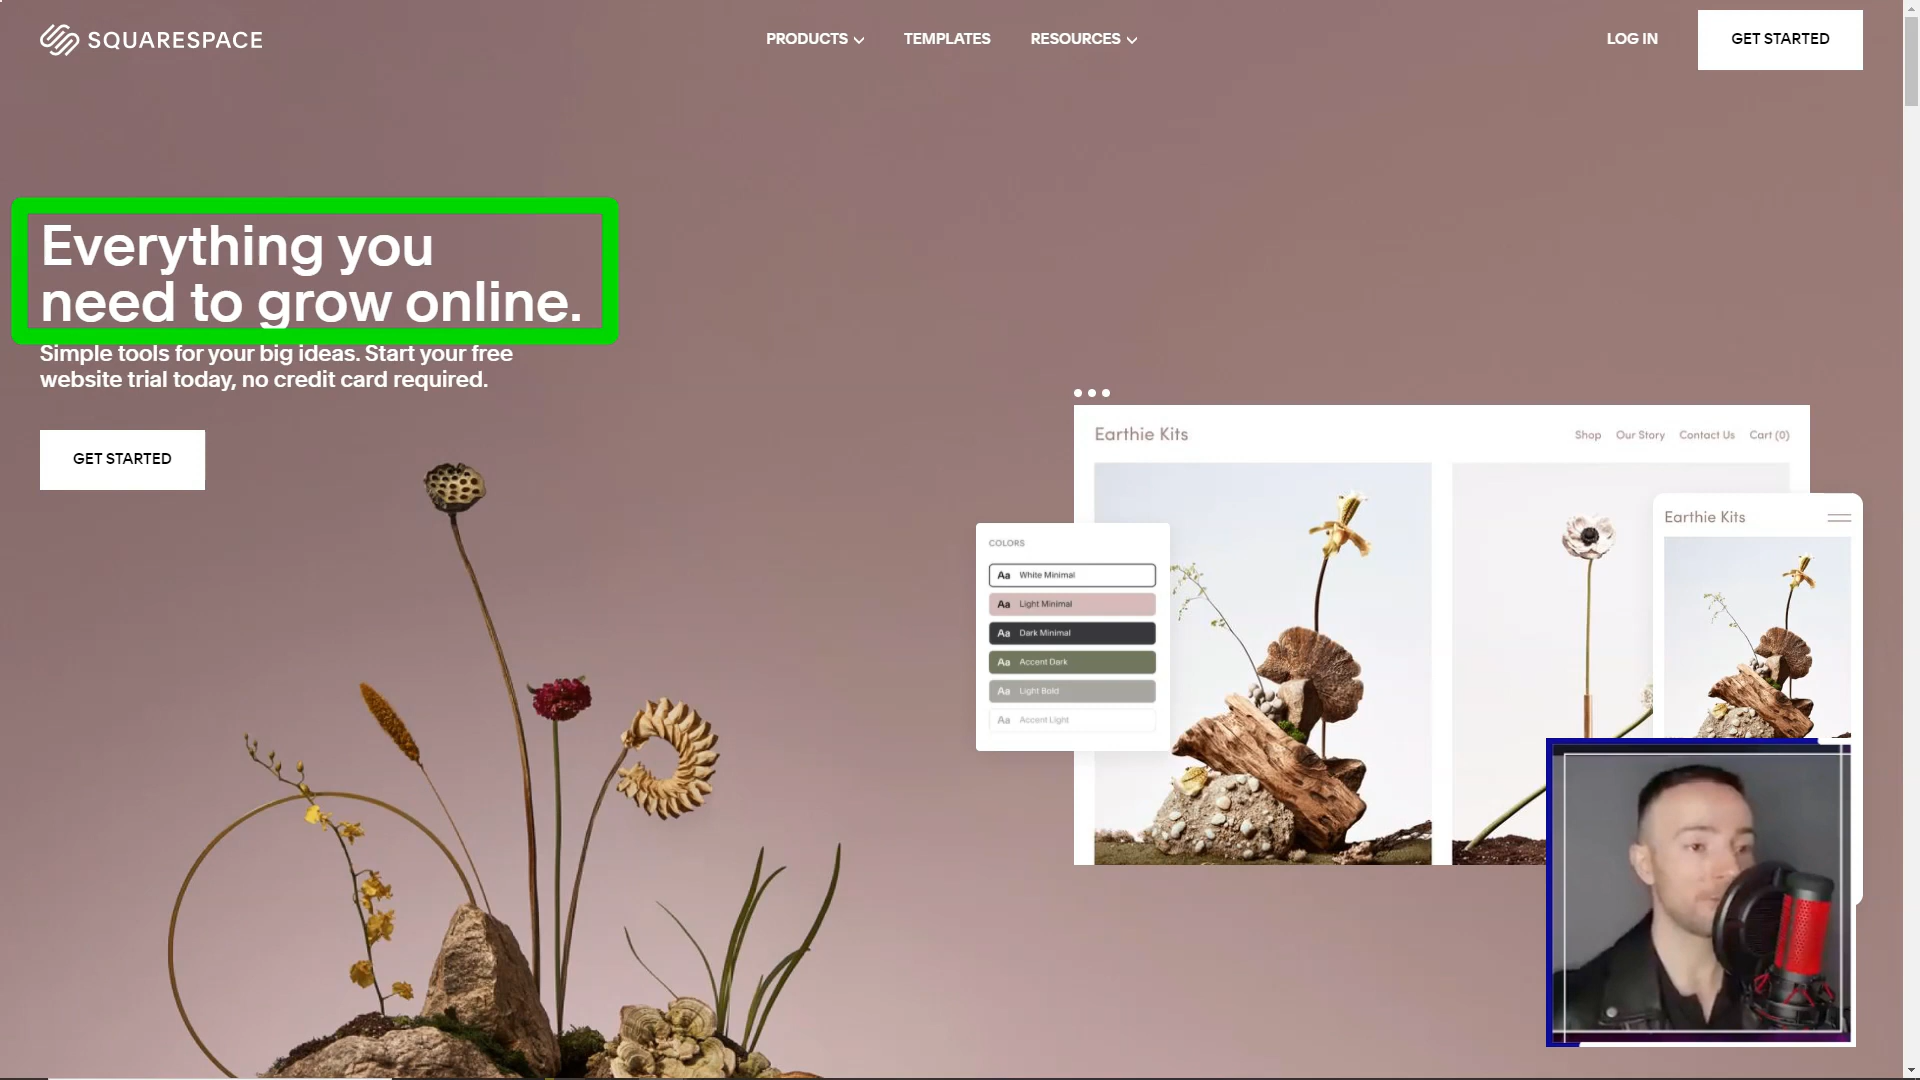 SQUARESPACE
PRODUCTS
TEMPLATES
RESOURCES
LOG IN
GET STARTED
Everything you
need to grow online.
Simple tools for your big ideas. Start your free
website trial today, no credit card required.
GET STARTED
Earthie Kits
Shop
Our Story
Contact Us
Cart (0)
Earthie Kits
COLORS
Aa White Minimal
Aa Light Minimal
Aa Dark Minimal
Aa Accent Dark
Aa Light Bold
Aa Accent Light